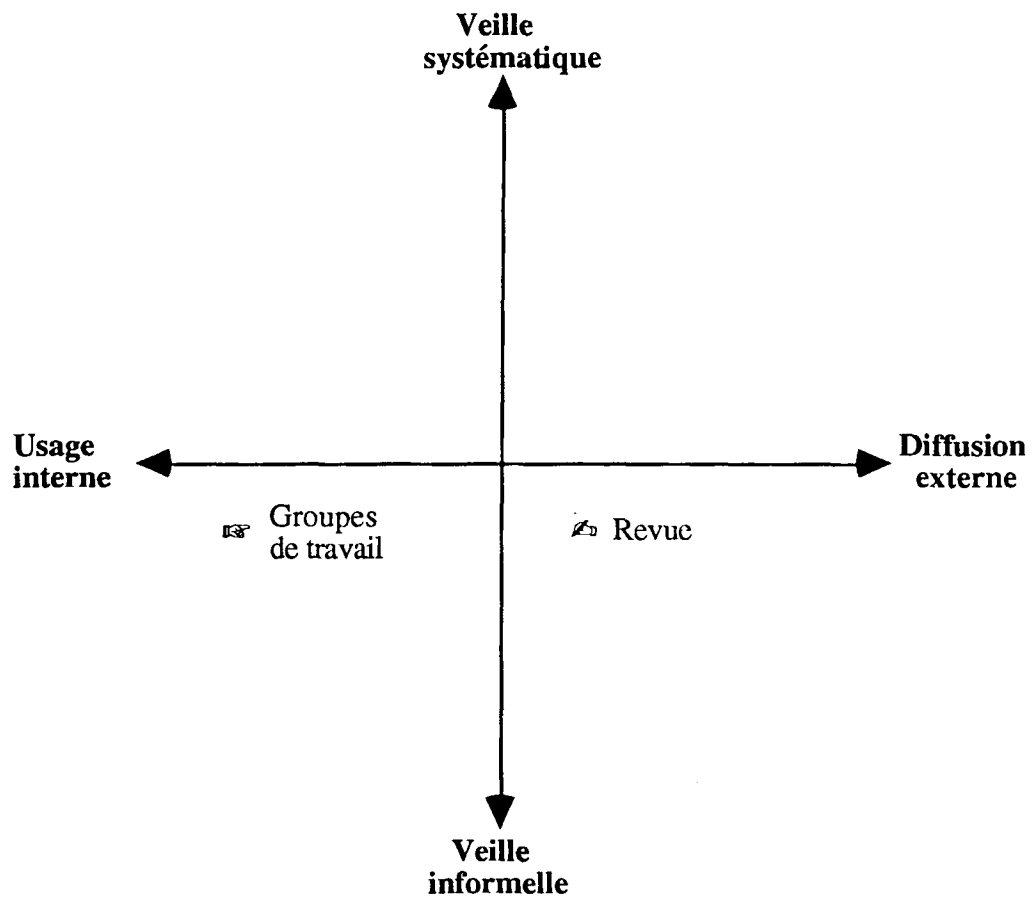 Veille
systématique
Usage
interne
Diffusion
externe
☞ Groupes
de travail
✍ Revue
Veille
informelle